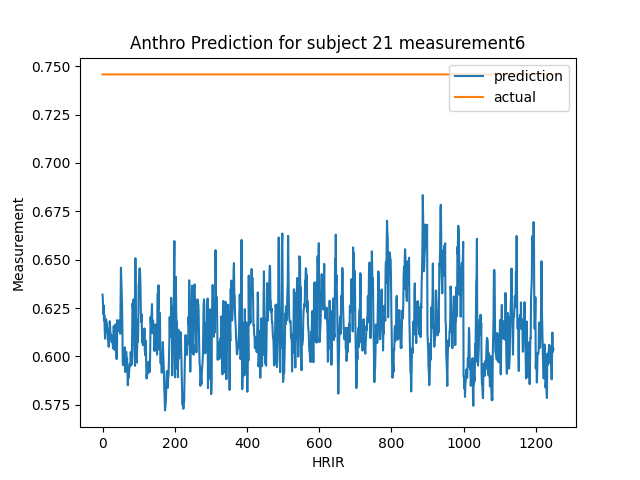 Anthro Prediction for subject 21 measurement6
prediction
actual
Measurement
0.750
0.725
0.700
0.675
0.650
0.625
0.600
0.575
0 200 400 600 800 1000 1200
HRIR